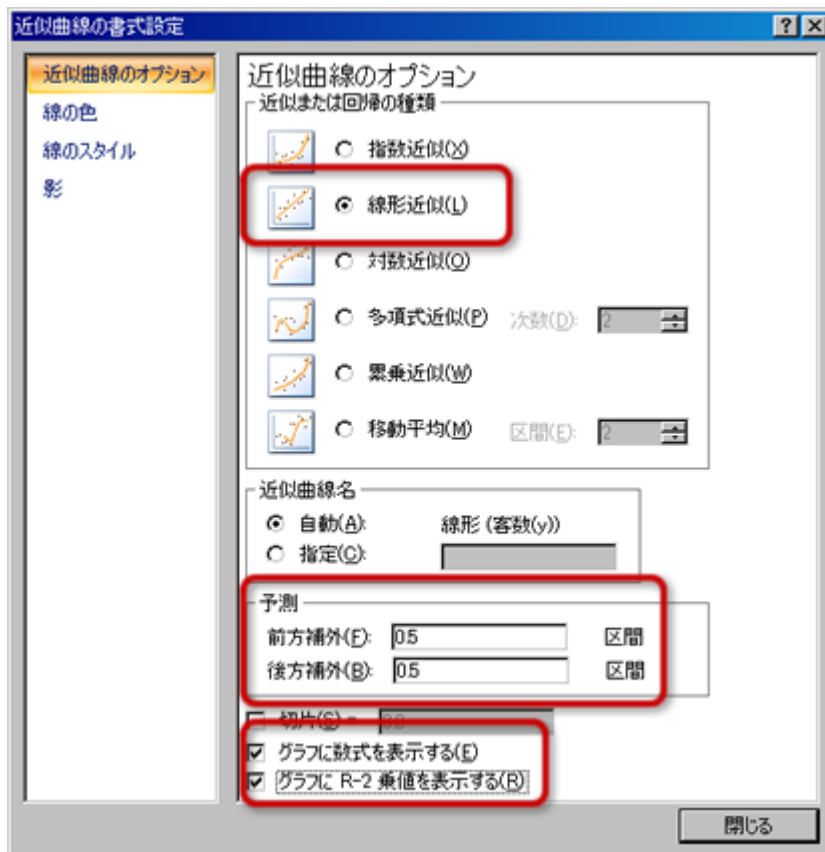 近似曲線の書式設定
近似曲線のオプション
線の色
線のスタイル
影
近似曲線のオプション
近似または回帰の種類
指数近似(X)
線形近似(L)
対数近似(O)
多項式近似(P) 次数(D): 2
累乗近似(W)
移動平均(M) 区間(E): 2
近似曲線名
自動(A): 線形 (客数(y))
指定(C):
予測
前方補外(F): 0.5 区間
後方補外(B): 0.5 区間
切片(S) = 0.0
グラフに数式を表示する(E)
グラフに R-2 乗値を表示する(R)
閉じる